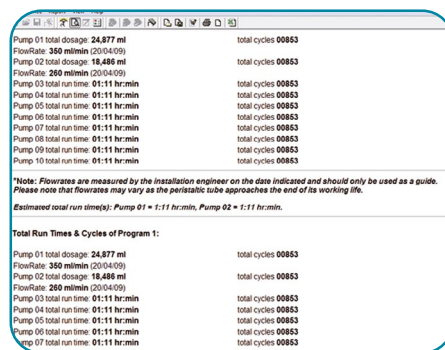 Pump 01 total dosage: 24,877 ml total cycles 00853
FlowRate: 350 ml/min (20/04/09)
Pump 02 total dosage: 18,486 ml total cycles 00853
FlowRate: 260 ml/min (20/04/09)
Pump 03 total run time: 01:11 hr:min total cycles 00853
Pump 04 total run time: 01:11 hr:min total cycles 00853
Pump 05 total run time: 01:11 hr:min total cycles 00853
Pump 06 total run time: 01:11 hr:min total cycles 00853
Pump 07 total run time: 01:11 hr:min total cycles 00853
Pump 08 total run time: 01:11 hr:min total cycles 00853
Pump 09 total run time: 01:11 hr:min total cycles 00853
Pump 10 total run time: 01:11 hr:min total cycles 00853
*Note: Flowrates are measured by the installation engineer on the date indicated and should only be used as a guide.
Please note that flowrates may vary as the peristaltic tube approaches the end of its working life.
Estimated total run time(s): Pump 01 = 1:11 hr:min, Pump 02 = 1:11 hr:min.
Total Run Times & Cycles of Program 1:
Pump 01 total dosage: 24,877 ml total cycles 00853
FlowRate: 350 ml/min (20/04/09)
Pump 02 total dosage: 18,486 ml total cycles 00853
FlowRate: 260 ml/min (20/04/09)
Pump 03 total run time: 01:11 hr:min total cycles 00853
Pump 04 total run time: 01:11 hr:min total cycles 00853
Pump 05 total run time: 01:11 hr:min total cycles 00853
Pump 06 total run time: 01:11 hr:min total cycles 00853
ump 07 total run time: 01:11 hr:min total cycles 00853